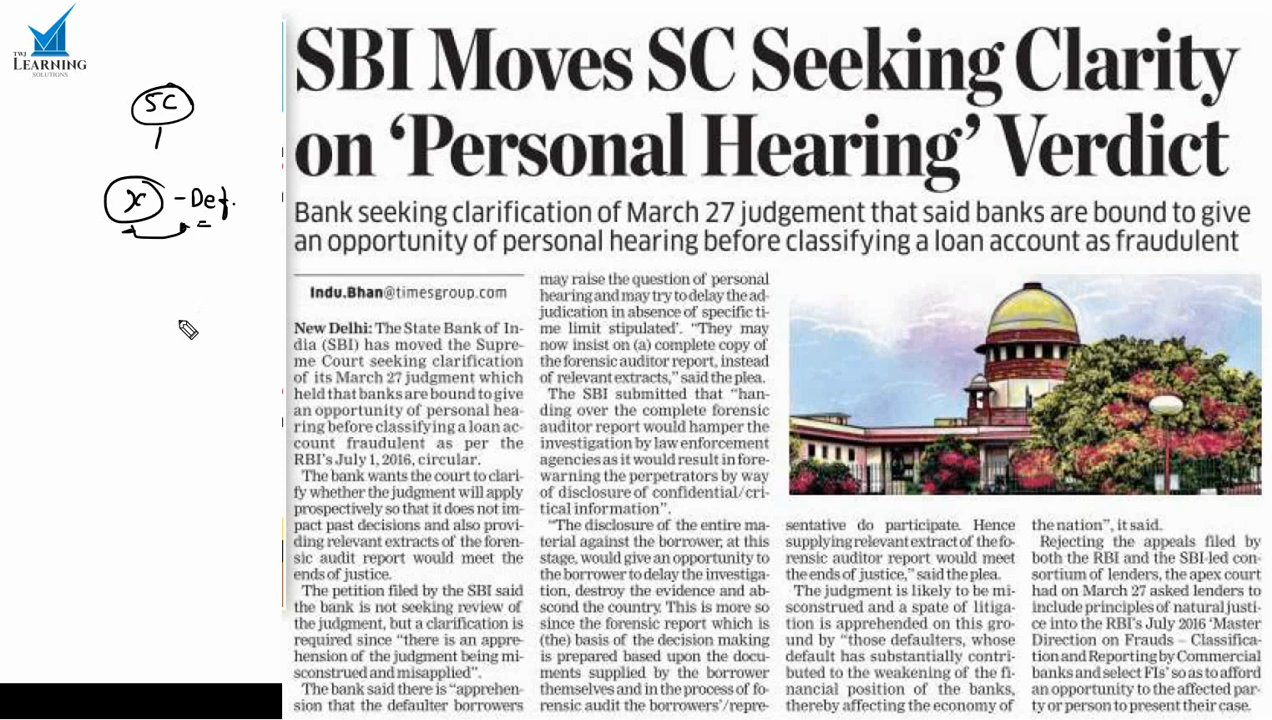 TWJ
LEARNING
SOLUTIONS
SC
x - Def.
SBI Moves SC Seeking Clarity
on ‘Personal Hearing’ Verdict
Bank seeking clarification of March 27 judgement that said banks are bound to give
an opportunity of personal hearing before classifying a loan account as fraudulent
Indu.Bhan@timesgroup.com
New Delhi: The State Bank of In-
dia (SBI) has moved the Supre-
me Court seeking clarification
of its March 27 judgment which
held that banks are bound to give
an opportunity of personal hea-
ring before classifying a loan ac-
count fraudulent as per the
RBI's July 1, 2016, circular.
The bank wants the court to clari-
fy whether the judgment will apply
prospectively so that it does not im-
pact past decisions and also provi-
ding relevant extracts of the foren-
sic audit report would meet the
ends of justice.
The petition filed by the SBI said
the bank is not seeking review of
the judgment, but a clarification is
required since “there is an appre-
hension of the judgment being mi-
sconstrued and misapplied”.
The bank said there is “apprehen-
sion that the defaulter borrowers
may raise the question of personal
hearing and may try to delay the ad-
judication in absence of specific ti-
me limit stipulated’. “They may
now insist on (a) complete copy of
the forensic auditor report, instead
of relevant extracts,” said the plea.
The SBI submitted that “han-
ding over the complete forensic
auditor report would hamper the
investigation by law enforcement
agencies as it would result in fore-
warning the perpetrators by way
of disclosure of confidential/cri-
tical information”.
“The disclosure of the entire ma-
terial against the borrower, at this
stage, would give an opportunity to
the borrower to delay the investiga-
tion, destroy the evidence and ab-
scond the country. This is more so
since the forensic report which is
(the) basis of the decision making
is prepared based upon the docu-
ments supplied by the borrower
themselves and in the process of fo-
rensic audit the borrowers’/repre-
sentative do participate. Hence
supplying relevant extract of the fo-
rensic auditor report would meet
the ends of justice,” said the plea.
The judgment is likely to be mi-
sconstrued and a spate of litiga-
tion is apprehended on this gro-
und by “those defaulters, whose
default has substantially contri-
buted to the weakening of the fi-
nancial position of the banks,
thereby affecting the economy of
the nation”, it said.
Rejecting the appeals filed by
both the RBI and the SBI-led con-
sortium of lenders, the apex court
had on March 27 asked lenders to
include principles of natural justi-
ce into the RBI's July 2016 ‘Master
Direction on Frauds – Classifica-
tion and Reporting by Commercial
banks and select FIs’ so as to afford
an opportunity to the affected par-
ty or person to present their case.